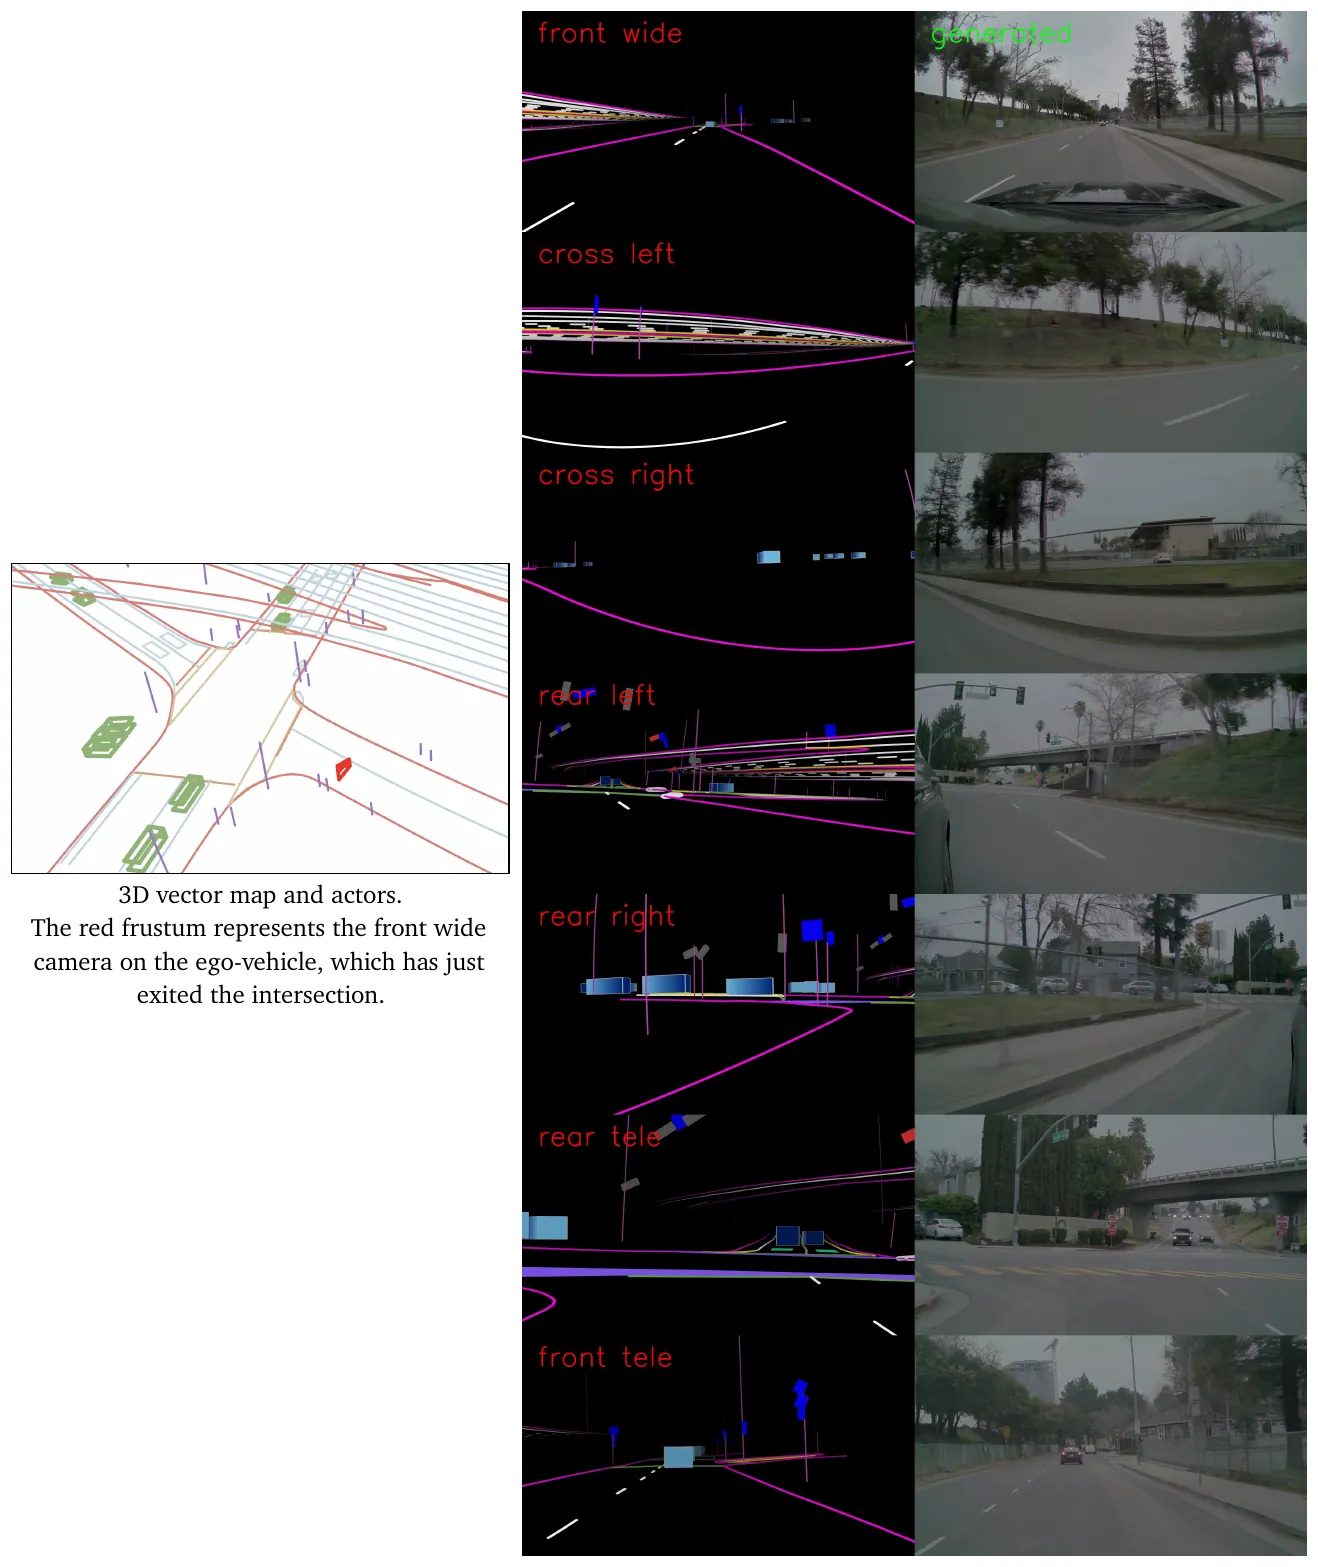 front wide
generated
cross left
cross right
rear left
rear right
rear tele
front tele
3D vector map and actors.
The red frustum represents the front wide
camera on the ego-vehicle, which has just
exited the intersection.